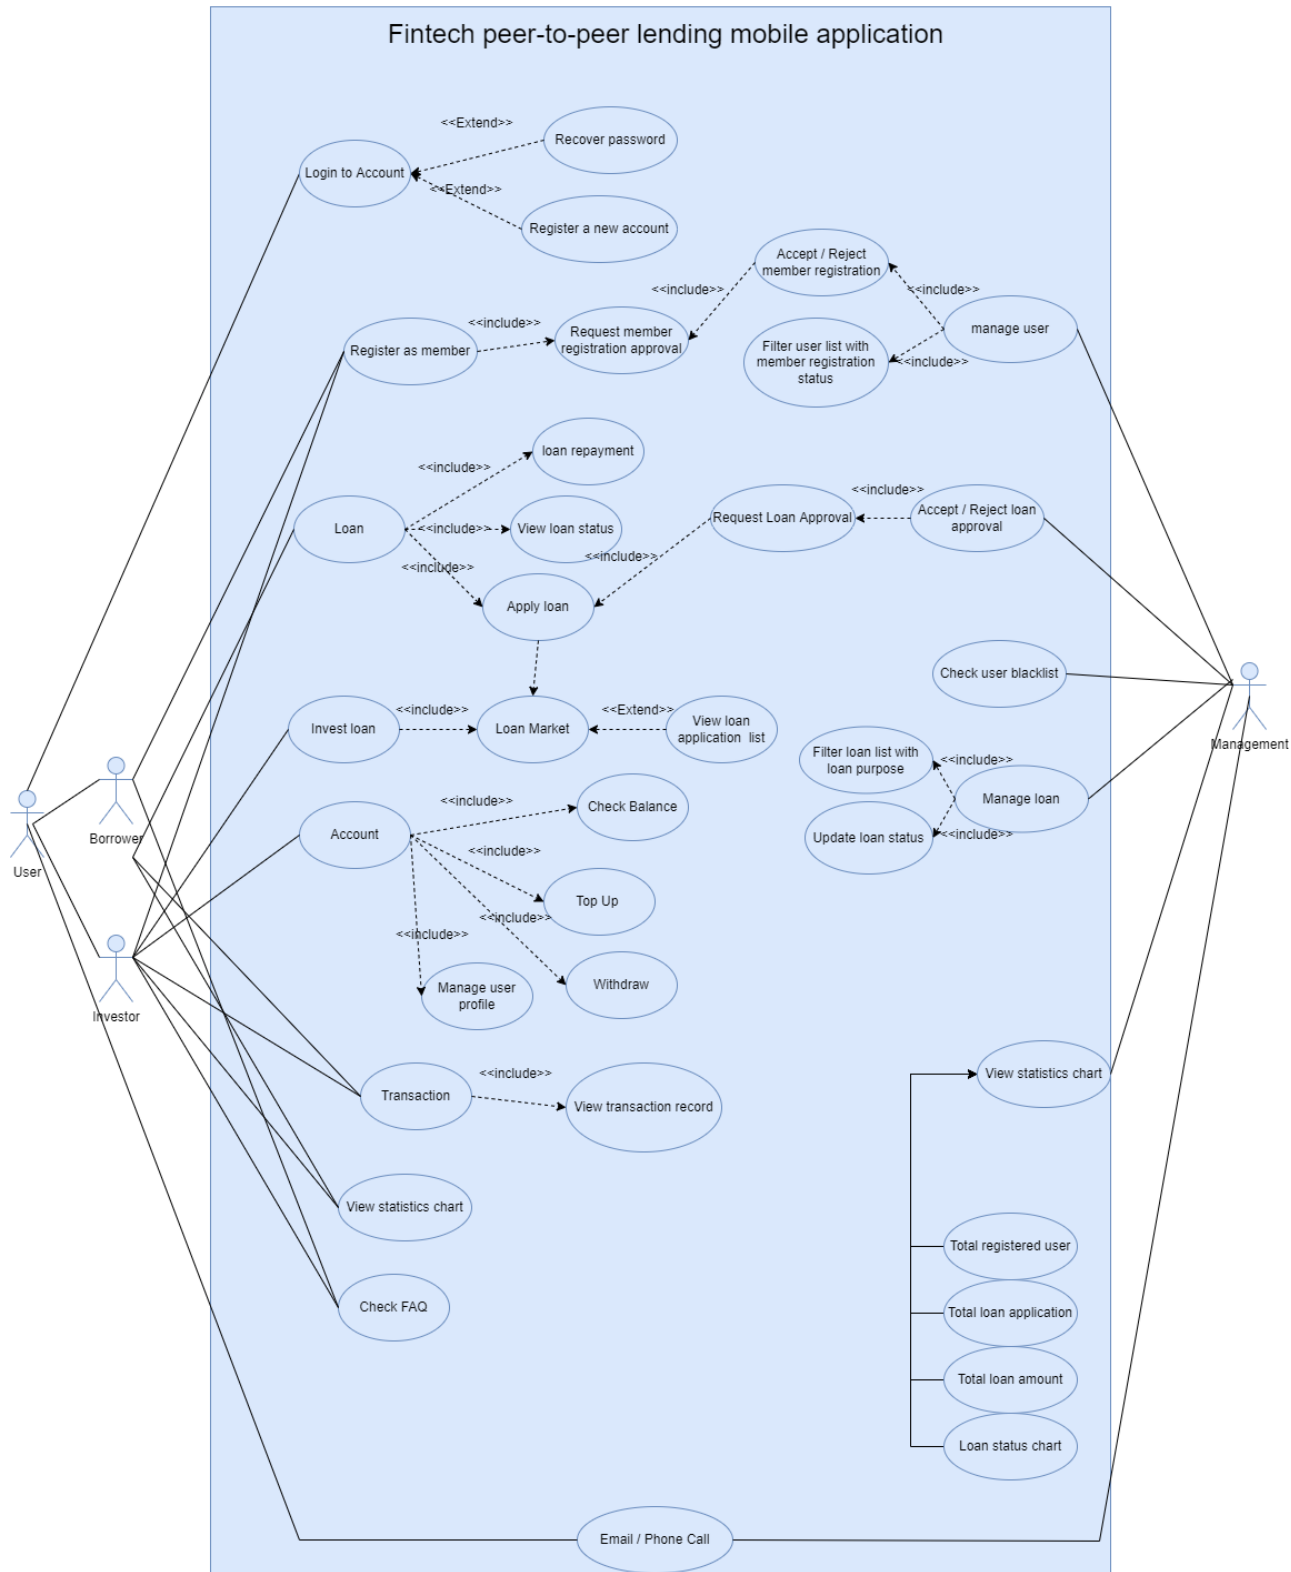 Fintech peer-to-peer lending mobile application
<<Extend>>
Recover password
Login to Account
<<Extend>>
Register a new account
Accept / Reject
member registration
<<include>>
<<include>>
<<include>>
Request member
registration approval
manage user
Register as member
Filter user list with
member registration
status
<<include>>
loan repayment
<<include>>
<<include>>
Loan
<<include>>
View loan status
Request Loan Approval
Accept / Reject loan
approval
<<include>>
<<include>>
Apply loan
Check user blacklist
<<include>>
<<Extend>>
Invest loan
Loan Market
View loan
application list
Management
Filter loan list with
loan purpose
<<include>>
Manage loan
<<include>>
Check Balance
Borrower
Account
Update loan status
<<include>>
<<include>>
User
Top Up
<<include>>
<<include>>
Manage user
profile
Withdraw
Investor
<<include>>
View statistics chart
Transaction
View transaction record
View statistics chart
Total registered user
Check FAQ
Total loan application
Total loan amount
Loan status chart
Email / Phone Call